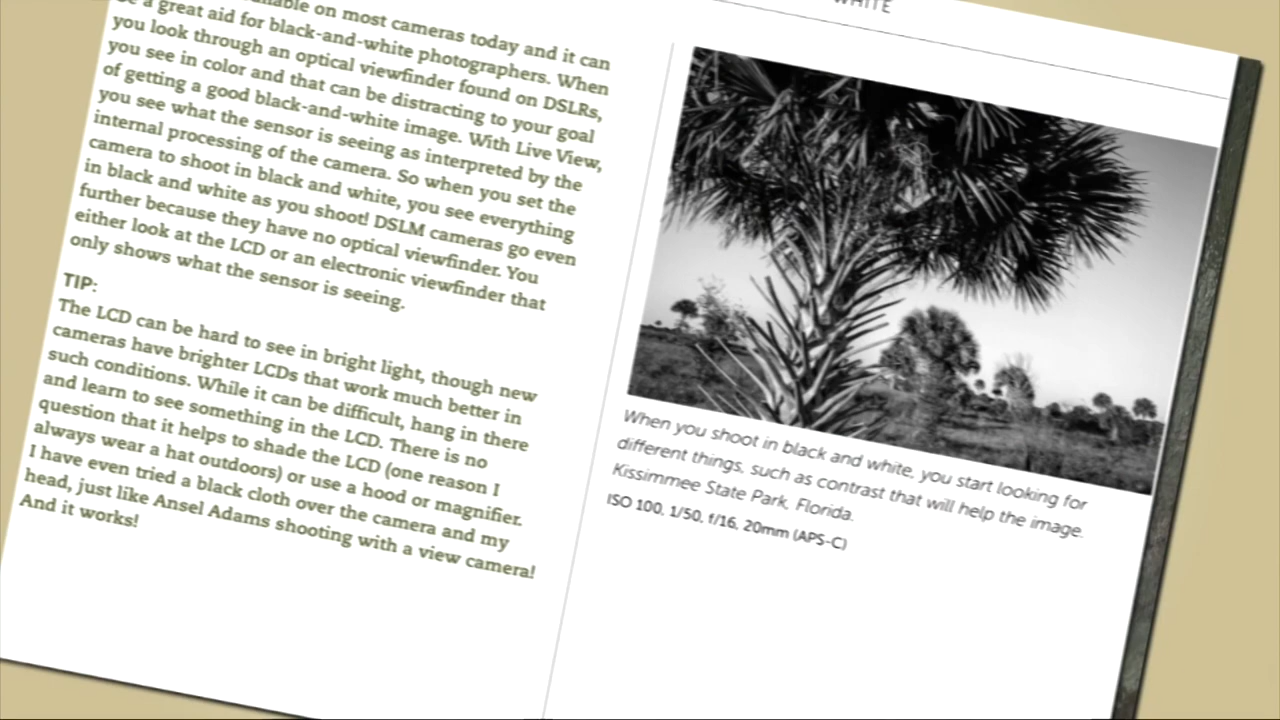 WHITE
on most cameras today and it can
a great aid for black-and-white photographers. When
you look through an optical viewfinder found on DSLRs,
you see in color and that can be distracting to your goal
of getting a good black-and-white image. With Live View,
you see what the sensor is seeing as interpreted by the
internal processing of the camera. So when you set the
camera to shoot in black and white, you see everything
in black and white as you shoot! DSLM cameras go even
further because they have no optical viewfinder. You
either look at the LCD or an electronic viewfinder that
only shows what the sensor is seeing.
TIP:
The LCD can be hard to see in bright light, though new
cameras have brighter LCDs that work much better in
such conditions. While it can be difficult, hang in there
and learn to see something in the LCD. There is no
question that it helps to shade the LCD (one reason I
always wear a hat outdoors) or use a hood or magnifier.
I have even tried a black cloth over the camera and my
head, just like Ansel Adams shooting with a view camera!
And it works!
When you shoot in black and white, you start looking for
different things, such as contrast that will help the image.
Kissimmee State Park, Florida.
ISO 100, 1/50, f/16, 20mm (APS-C)